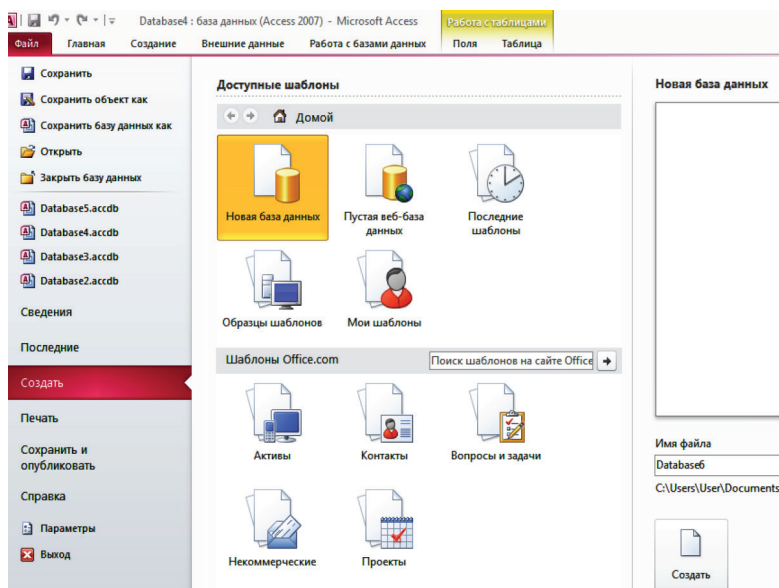 Database4 : база данных (Access 2007) - Microsoft Access
Работа с таблицами
Файл Главная Создание Внешние данные Работа с базами данных Поля Таблица
Сохранить
Сохранить объект как
Сохранить базу данных как
Открыть
Закрыть базу данных
Database5.accdb
Database4.accdb
Database3.accdb
Database2.accdb
Сведения
Последние
Создать
Печать
Сохранить и
опубликовать
Справка
Параметры
Выход
Доступные шаблоны
Домой
Новая база данных
Пустая веб-база
данных
Последние
шаблоны
Образцы шаблонов
Мои шаблоны
Шаблоны Office.com
Поиск шаблонов на сайте Office
Активы
Контакты
Вопросы и задачи
Некоммерческие
Проекты
Новая база данных
Имя файла
Database6
C:\Users\User\Documents
Создать